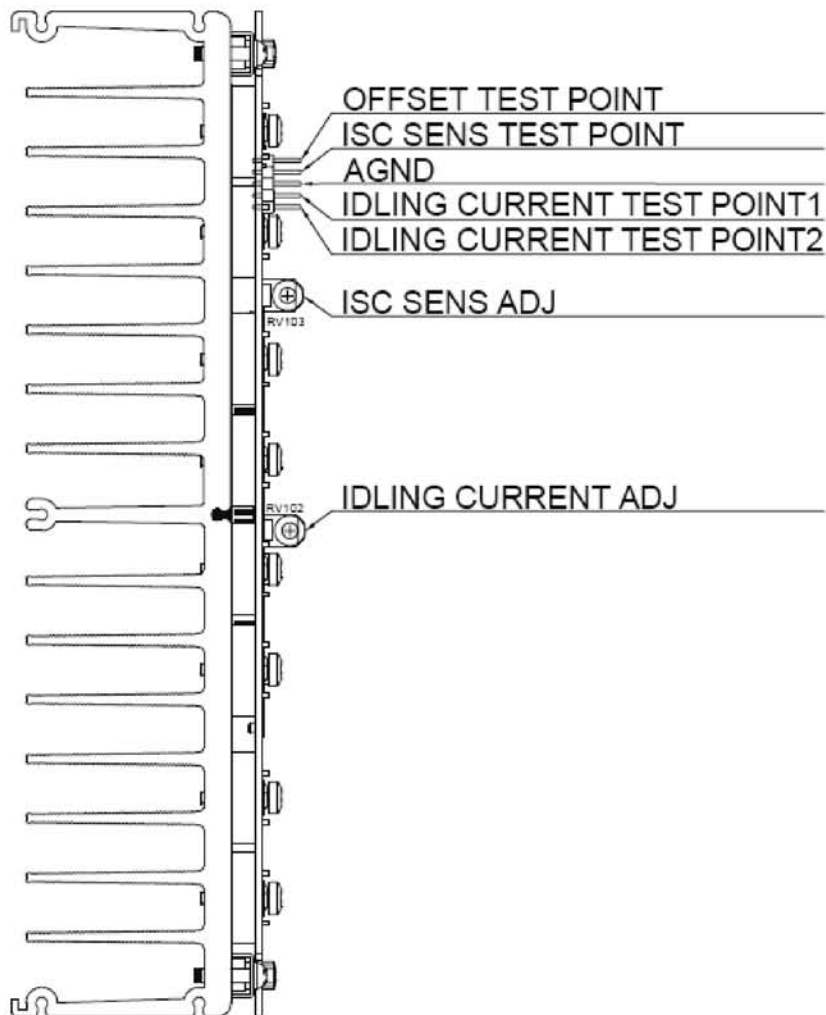 OFFSET TEST POINT
ISC SENS TEST POINT
AGND
IDLING CURRENT TEST POINT1
IDLING CURRENT TEST POINT2
ISC SENS ADJ
RV103
IDLING CURRENT ADJ
RV102